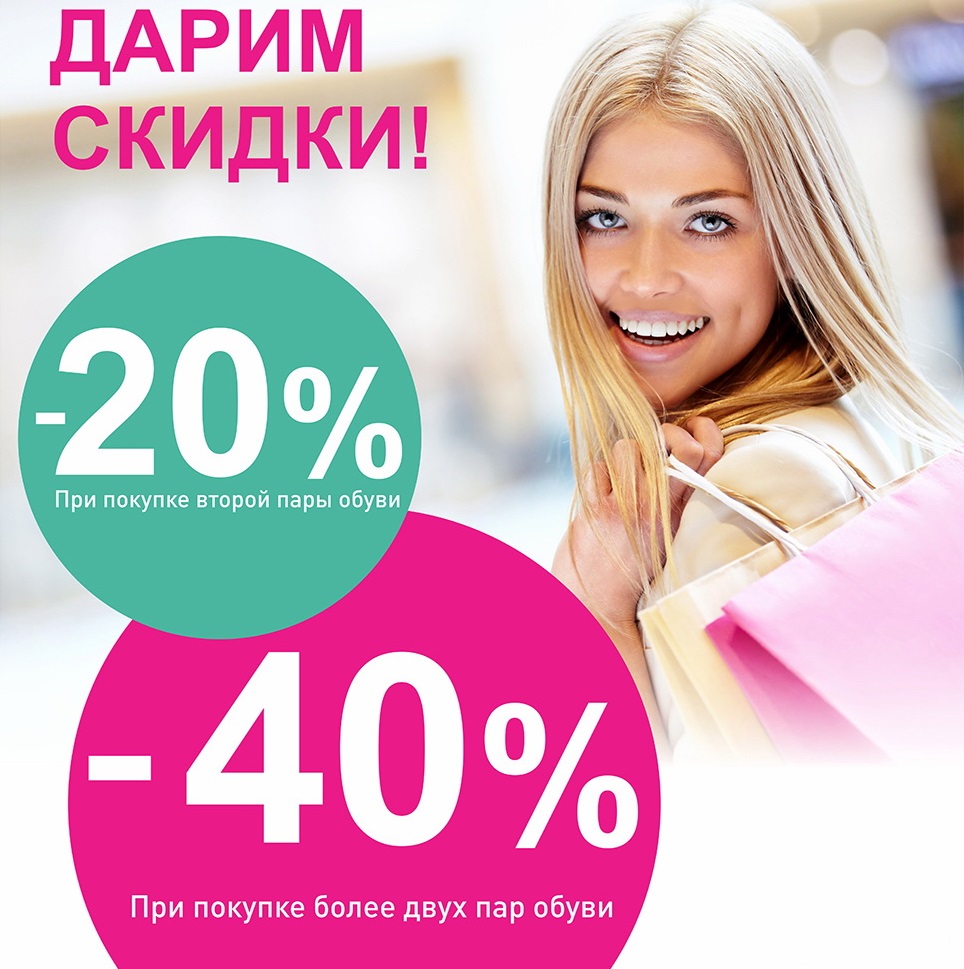 ДАРИМ
СКИДКИ!
-20%
При покупке второй пары обуви
- 40%
При покупке более двух пар обуви